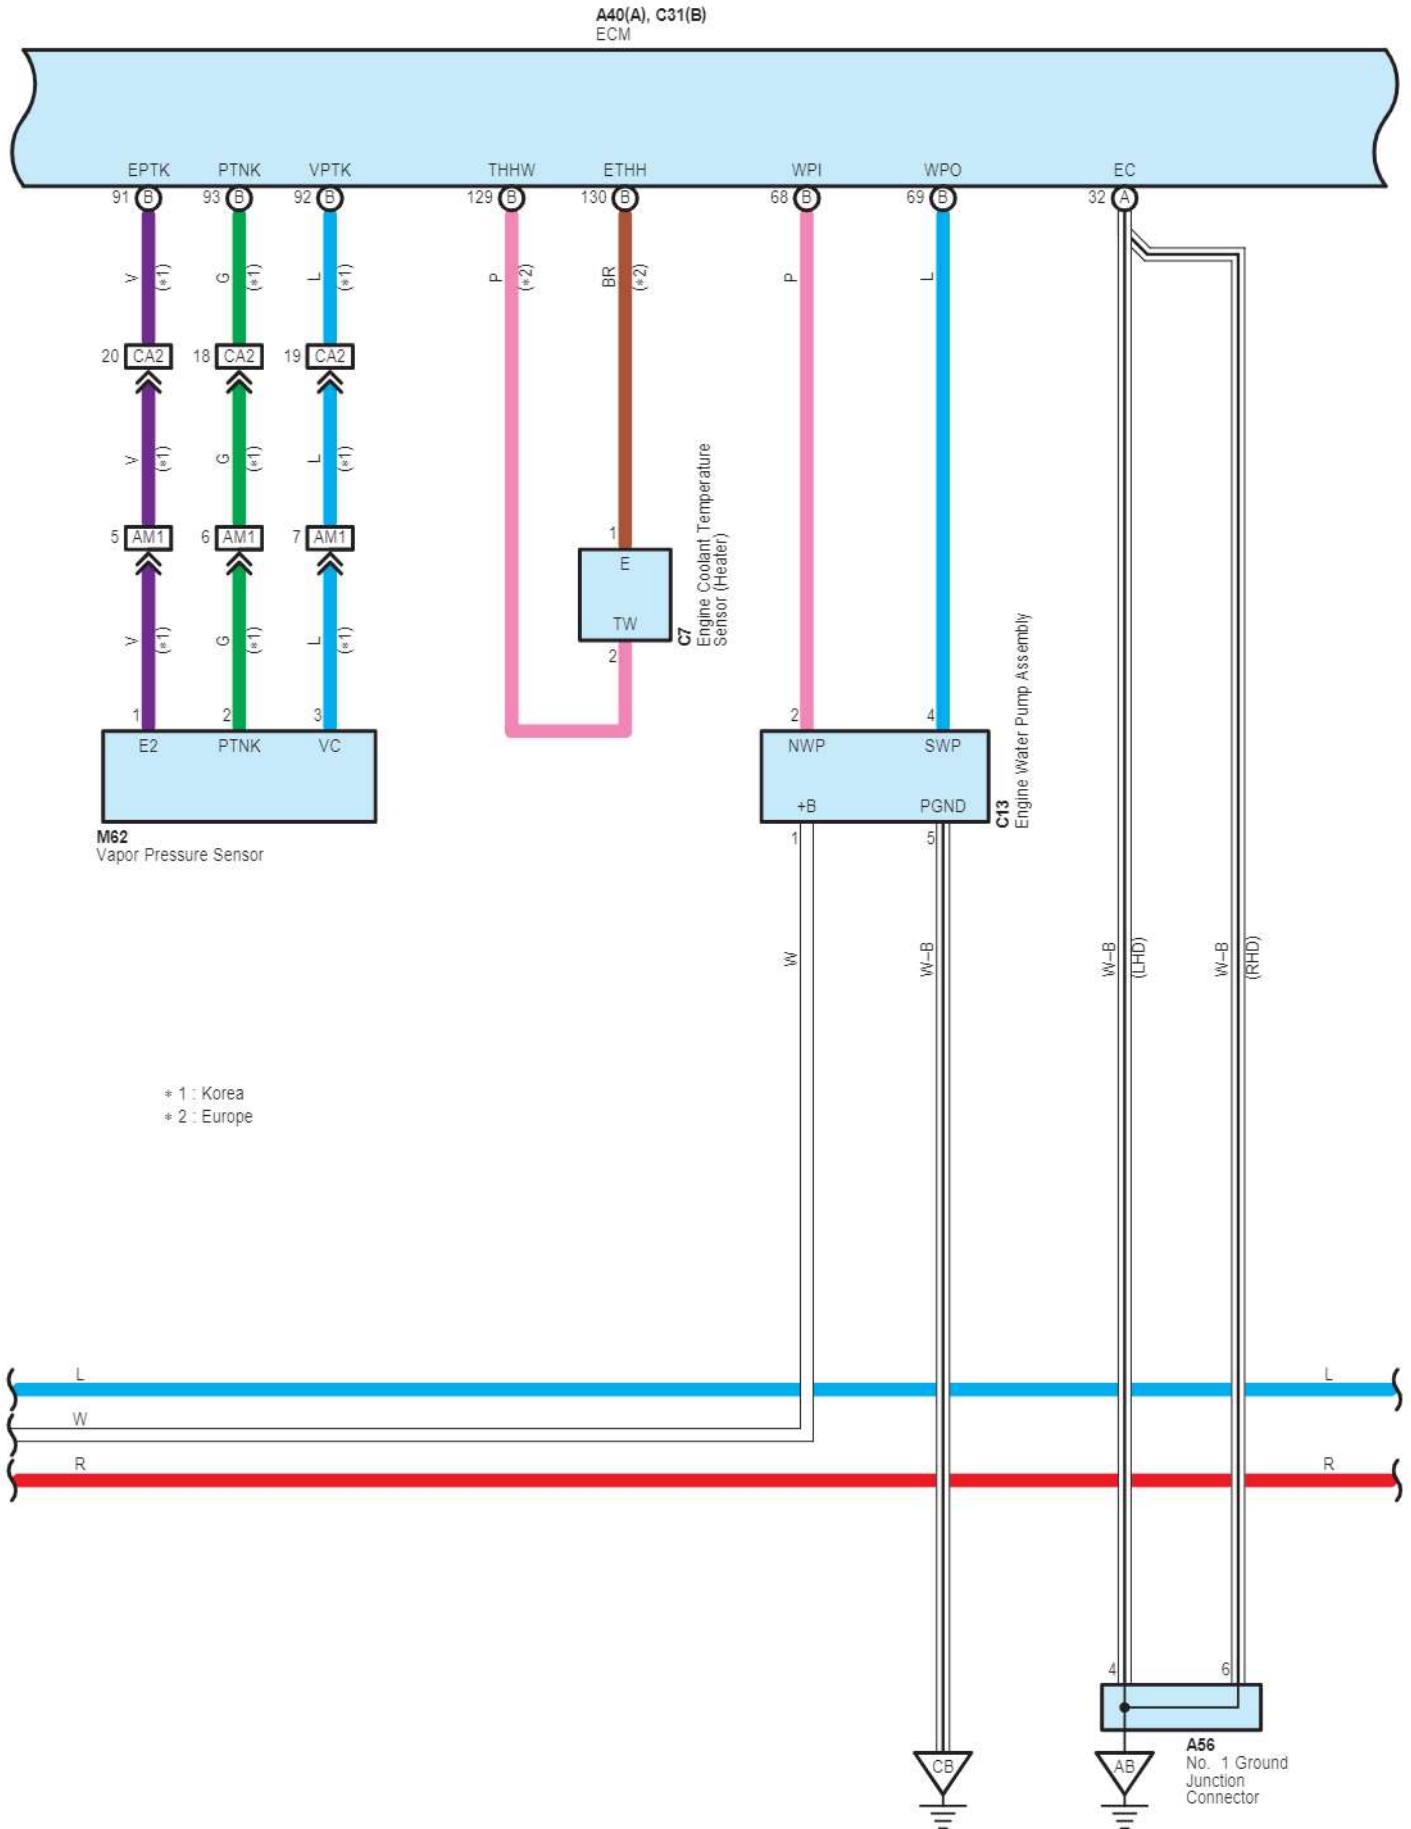 A40(A), C31(B)
ECM
EPTK PTNK VPTK THHW ETHH WPI WPO EC
91 B 93 B 92 B 129 B 130 B 68 B 69 B 32 A
V (*1) G (*1) L (*1) P (*2) BR (*2) P L
20 CA2 18 CA2 19 CA2
V (*1) G (*1) L (*1)
5 AM1 6 AM1 7 AM1
1
E
TW
2
C7
Engine Coolant Temperature
Sensor (Heater)
V (*1) G (*1) L (*1)
1 2 3 2 4
E2 PTNK VC NWP SWP
+B PGND
1 5
C13
Engine Water Pump Assembly
M62
Vapor Pressure Sensor
W W–B W–B (LHD) W–B (RHD)
* 1 : Korea
* 2 : Europe
L L
W
R R
4 6
A56
No. 1 Ground
Junction
Connector
CB AB